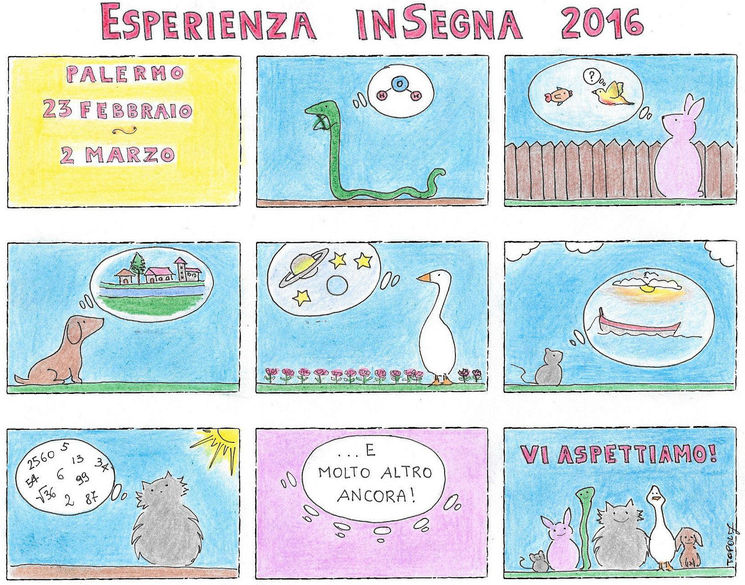 ESPERIENZA INSEGNA 2016
PALERMO
23 FEBBRAIO
~
2 MARZO
H O H
?
2560 5
13 34
54 6 99
√36 2 87
... E
MOLTO ALTRO
ANCORA!
VI ASPETTIAMO!